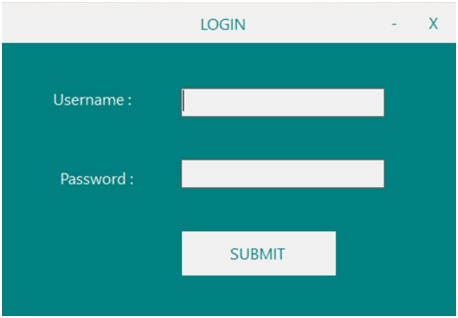 LOGIN - X
Username :
Password :
SUBMIT